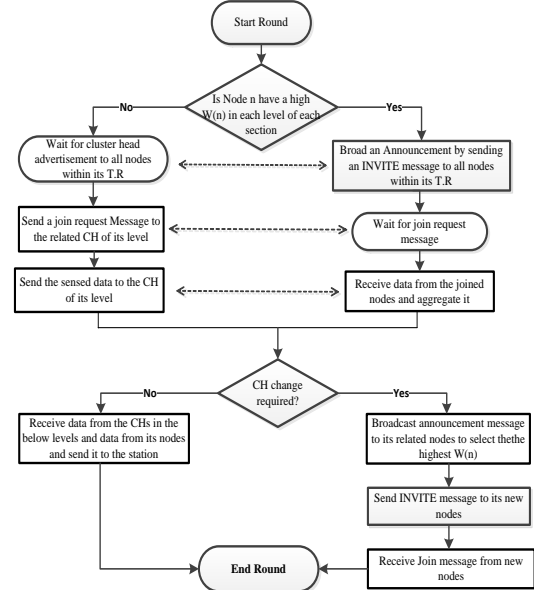 Start Round
Is Node n have a high
W(n) in each level of each
section
No
Yes
Wait for cluster head
advertisement to all nodes
within its T.R
Broad an Announcement by sending
an INVITE message to all nodes
within its T.R
Send a join request Message to
the related CH of its level
Wait for join request
message
Send the sensed data to the CH
of its level
Receive data from the joined
nodes and aggregate it
CH change
required?
No
Yes
Receive data from the CHs in the
below levels and data from its nodes
and send it to the station
Broadcast announcement message
to its related nodes to select thethe
highest W(n)
Send INVITE message to its new
nodes
Receive Join message from new
nodes
End Round